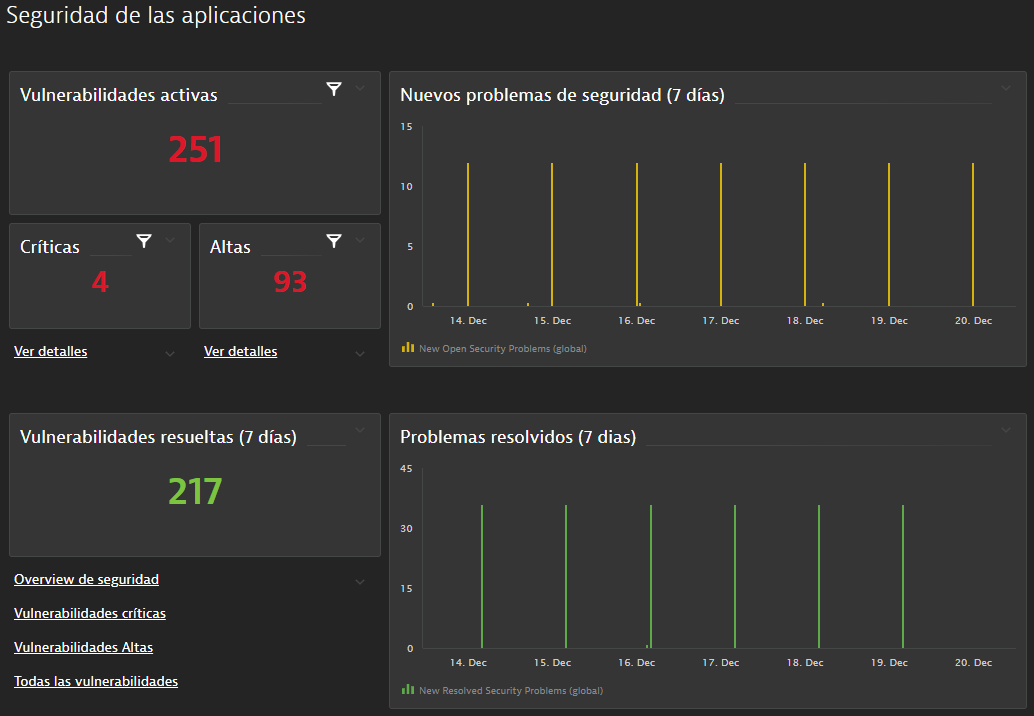 Seguridad de las aplicaciones
Vulnerabilidades activas
251
Críticas
4
Altas
93
Ver detalles
Ver detalles
Nuevos problemas de seguridad (7 días)
15
10
5
0
14. Dec 15. Dec 16. Dec 17. Dec 18. Dec 19. Dec 20. Dec
New Open Security Problems (global)
Vulnerabilidades resueltas (7 días)
217
Overview de seguridad
Vulnerabilidades críticas
Vulnerabilidades Altas
Todas las vulnerabilidades
Problemas resolvidos (7 dias)
45
30
15
0
14. Dec 15. Dec 16. Dec 17. Dec 18. Dec 19. Dec 20. Dec
New Resolved Security Problems (global)